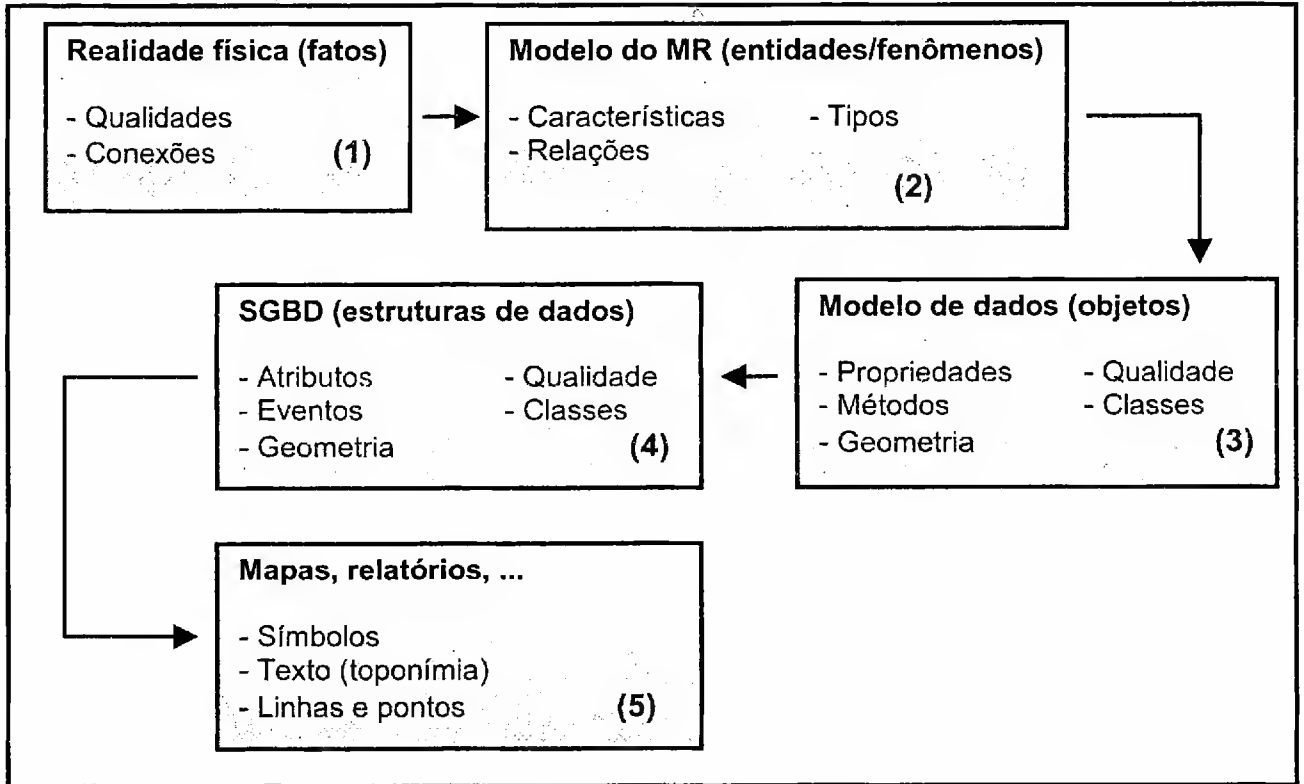 Realidade física (fatos)
- Qualidades
- Conexões (1)
Modelo do MR (entidades/fenômenos)
- Características - Tipos
- Relações
(2)
Modelo de dados (objetos)
- Propriedades - Qualidade
- Métodos - Classes
- Geometria (3)
SGBD (estruturas de dados)
- Atributos - Qualidade
- Eventos - Classes
- Geometria (4)
Mapas, relatórios, ...
- Símbolos
- Texto (toponímia)
- Linhas e pontos (5)